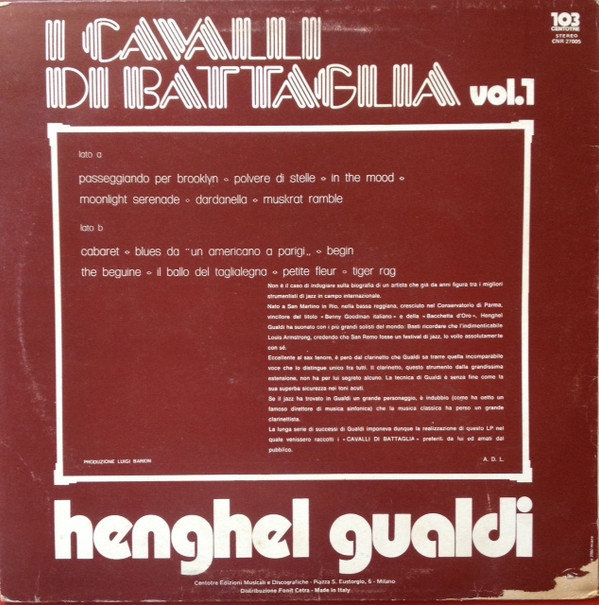 I CAVALLI
DI BATTAGLIA vol.1
103
CENTOTRE
STEREO
CNR 27005
lato a
passeggiando per brooklyn ⋄ polvere di stelle ⋄ in the mood ⋄
moonlight serenade ⋄ dardanella ⋄ muskrat ramble
lato b
cabaret ⋄ blues da "un americano a parigi„ ⋄ begin
the beguine ⋄ il ballo del taglialegna ⋄ petite fleur ⋄ tiger rag
Non è il caso di indugiare sulla biografia di un artista che già da anni figura tra i migliori
strumentisti di jazz in campo internazionale.
Nato a San Martino in Rio, nella bassa reggiana, cresciuto nel Conservatorio di Parma,
vincitore del titolo «Benny Goodman italiano» e della «Bacchetta d'Oro», Henghel
Gualdi ha suonato con i più grandi solisti del mondo. Basti ricordare che l'indimenticabile
Louis Armstrong, credendo che San Remo fosse un festival di jazz, lo volle assolutamente
con sé.
Eccellente al sax tenore, è però dal clarinetto che Gualdi sa trarre quella incomparabile
voce che lo distingue unico fra tutti. Il clarinetto, questo strumento dalla grandissima
estensione, non ha per lui segreto alcuno. La tecnica di Gualdi è senza fine come la
sua superba sicurezza nei toni acuti.
Se il jazz ha trovato in Gualdi un grande personaggio, è indubbio (come ha detto un
famoso direttore di musica sinfonica) che la musica classica ha perso un grande
clarinettista.
La lunga serie di successi di Gualdi imponeva dunque la realizzazione di questo LP nel
quale venissero raccolti i «CAVALLI DI BATTAGLIA» preferiti da lui ed amati dal
pubblico.
A. D. L.
PRODUZIONE LUIGI BARION
henghel gualdi
Centotre Edizioni Musicali e Discografiche - Piazza S. Eustorgio, 6 - Milano
Distribuzione Fonit Cetra - Made in Italy